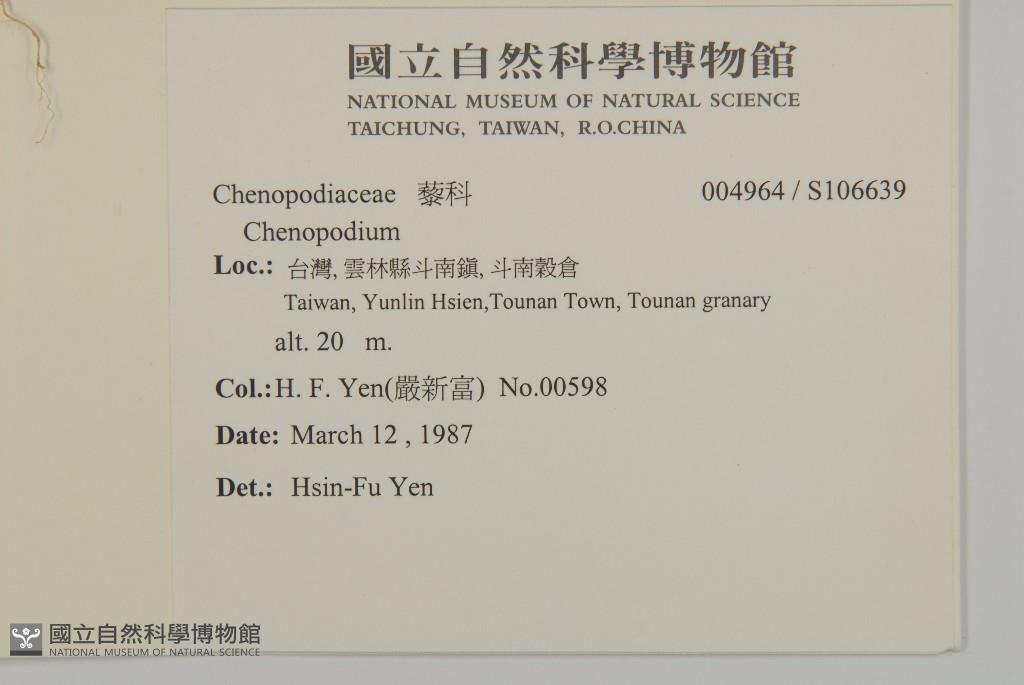 國立自然科學博物館
NATIONAL MUSEUM OF NATURAL SCIENCE
TAICHUNG, TAIWAN, R.O.CHINA
Chenopodiaceae 藜科 004964 / S106639
Chenopodium
Loc.: 台灣, 雲林縣斗南鎮, 斗南穀倉
Taiwan, Yunlin Hsien,Tounan Town, Tounan granary
alt. 20 m.
Col.: H. F. Yen(嚴新富) No.00598
Date: March 12 , 1987
Det.: Hsin-Fu Yen
國立自然科學博物館
NATIONAL MUSEUM OF NATURAL SCIENCE